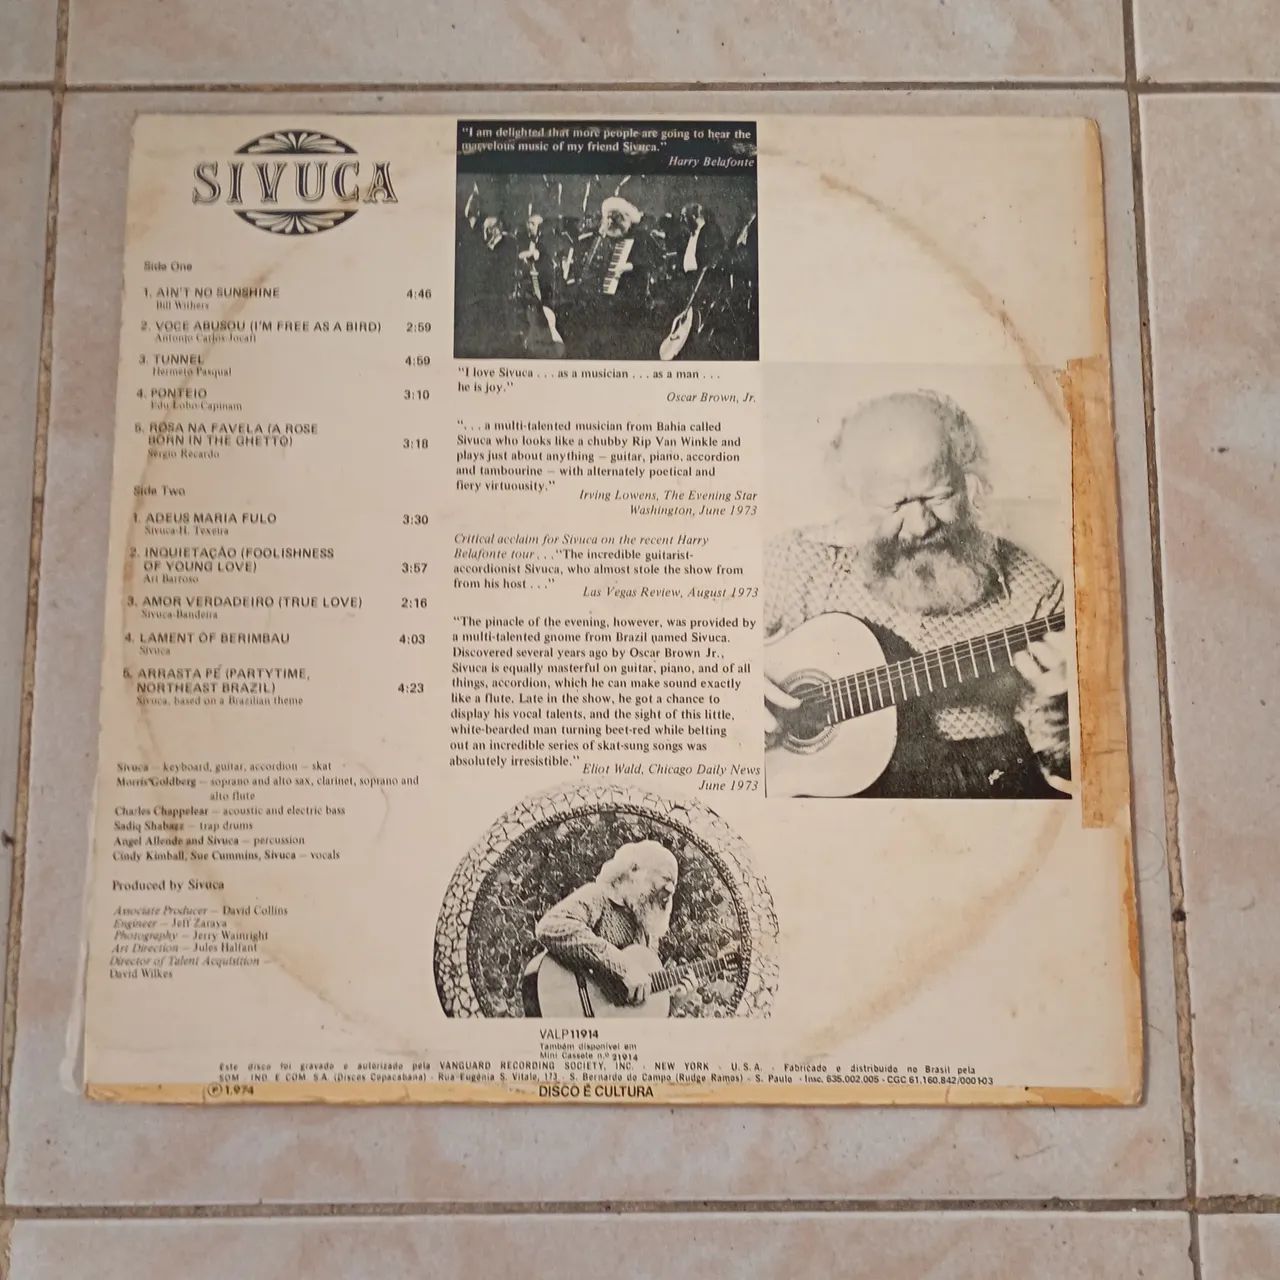 SIVUCA
Side One
1. AIN'T NO SUNSHINE 4:46
Bill Withers
2. VOCE ABUSOU (I'M FREE AS A BIRD) 2:59
Antonio Carlos-Jocafi
3. TUNNEL 4:59
Hermeto Pasqual
4. PONTEIO 3:10
Edu Lobo-Capinam
5. ROSA NA FAVELA (A ROSE
BORN IN THE GHETTO) 3:18
Sergio Recardo
Side Two
1. ADEUS MARIA FULO 3:30
Sivuca-H. Texeira
2. INQUIETAÇÃO (FOOLISHNESS
OF YOUNG LOVE) 3:57
Ari Barroso
3. AMOR VERDADEIRO (TRUE LOVE) 2:16
Sivuca-Bandeira
4. LAMENT OF BERIMBAU 4:03
Sivuca
5. ARRASTA PÉ (PARTYTIME,
NORTHEAST BRAZIL) 4:23
Sivuca, based on a Brazilian theme
Sivuca — keyboard, guitar, accordion — skat
Morris Goldberg — soprano and alto sax, clarinet, soprano and
alto flute
Charles Chappelear — acoustic and electric bass
Sadiq Shabazz — trap drums
Angel Allende and Sivuca — percussion
Cindy Kimball, Sue Cummins, Sivuca — vocals
Produced by Sivuca
Associate Producer — David Collins
Engineer — Jeff Zaraya
Photography — Jerry Wainright
Art Direction — Jules Halfant
Director of Talent Acquisition —
David Wilkes
"I am delighted that more people are going to hear the
marvelous music of my friend Sivuca."
Harry Belafonte
"I love Sivuca . . . as a musician . . . as a man . . .
he is joy."
Oscar Brown, Jr.
". . . a multi-talented musician from Bahia called
Sivuca who looks like a chubby Rip Van Winkle and
plays just about anything — guitar, piano, accordion
and tambourine — with alternately poetical and
fiery virtuousity."
Irving Lowens, The Evening Star
Washington, June 1973
Critical acclaim for Sivuca on the recent Harry
Belafonte tour . . . "The incredible guitarist-
accordionist Sivuca, who almost stole the show from
from his host . . ."
Las Vegas Review, August 1973
"The pinacle of the evening, however, was provided by
a multi-talented gnome from Brazil named Sivuca.
Discovered several years ago by Oscar Brown Jr.,
Sivuca is equally masterful on guitar, piano, and of all
things, accordion, which he can make sound exactly
like a flute. Late in the show, he got a chance to
display his vocal talents, and the sight of this little,
white-bearded man turning beet-red while belting
out an incredible series of skat-sung songs was
absolutely irresistible."
Eliot Wald, Chicago Daily News
June 1973
VALP11914
Também disponível em
Mini Cassete n.º 21914
Este disco foi gravado e autorizado pela VANGUARD RECORDING SOCIETY, INC. - NEW YORK - U.S.A. - Fabricado e distribuido no Brasil pela
SOM - IND. E COM. S.A. (Discos Copacabana) - Rua Eugênia S. Vitale, 173 - S. Bernardo do Campo (Rudge Ramos) - S. Paulo - Insc. 635.002.005 - CGC 61.160.842/0001-03
℗ 1.974 DISCO É CULTURA